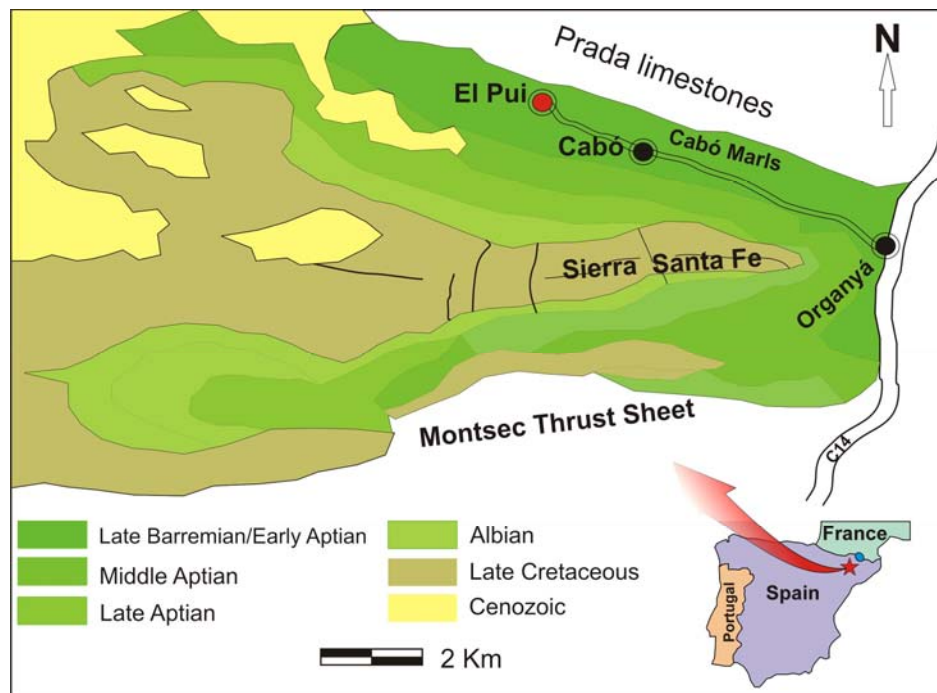 Prada limestones
N
El Pui
Cabó
Cabó Marls
Organyá
Sierra Santa Fe
Montsec Thrust Sheet
C14
Late Barremian/Early Aptian
Middle Aptian
Late Aptian
Albian
Late Cretaceous
Cenozoic
2 Km
France
Spain
Portugal